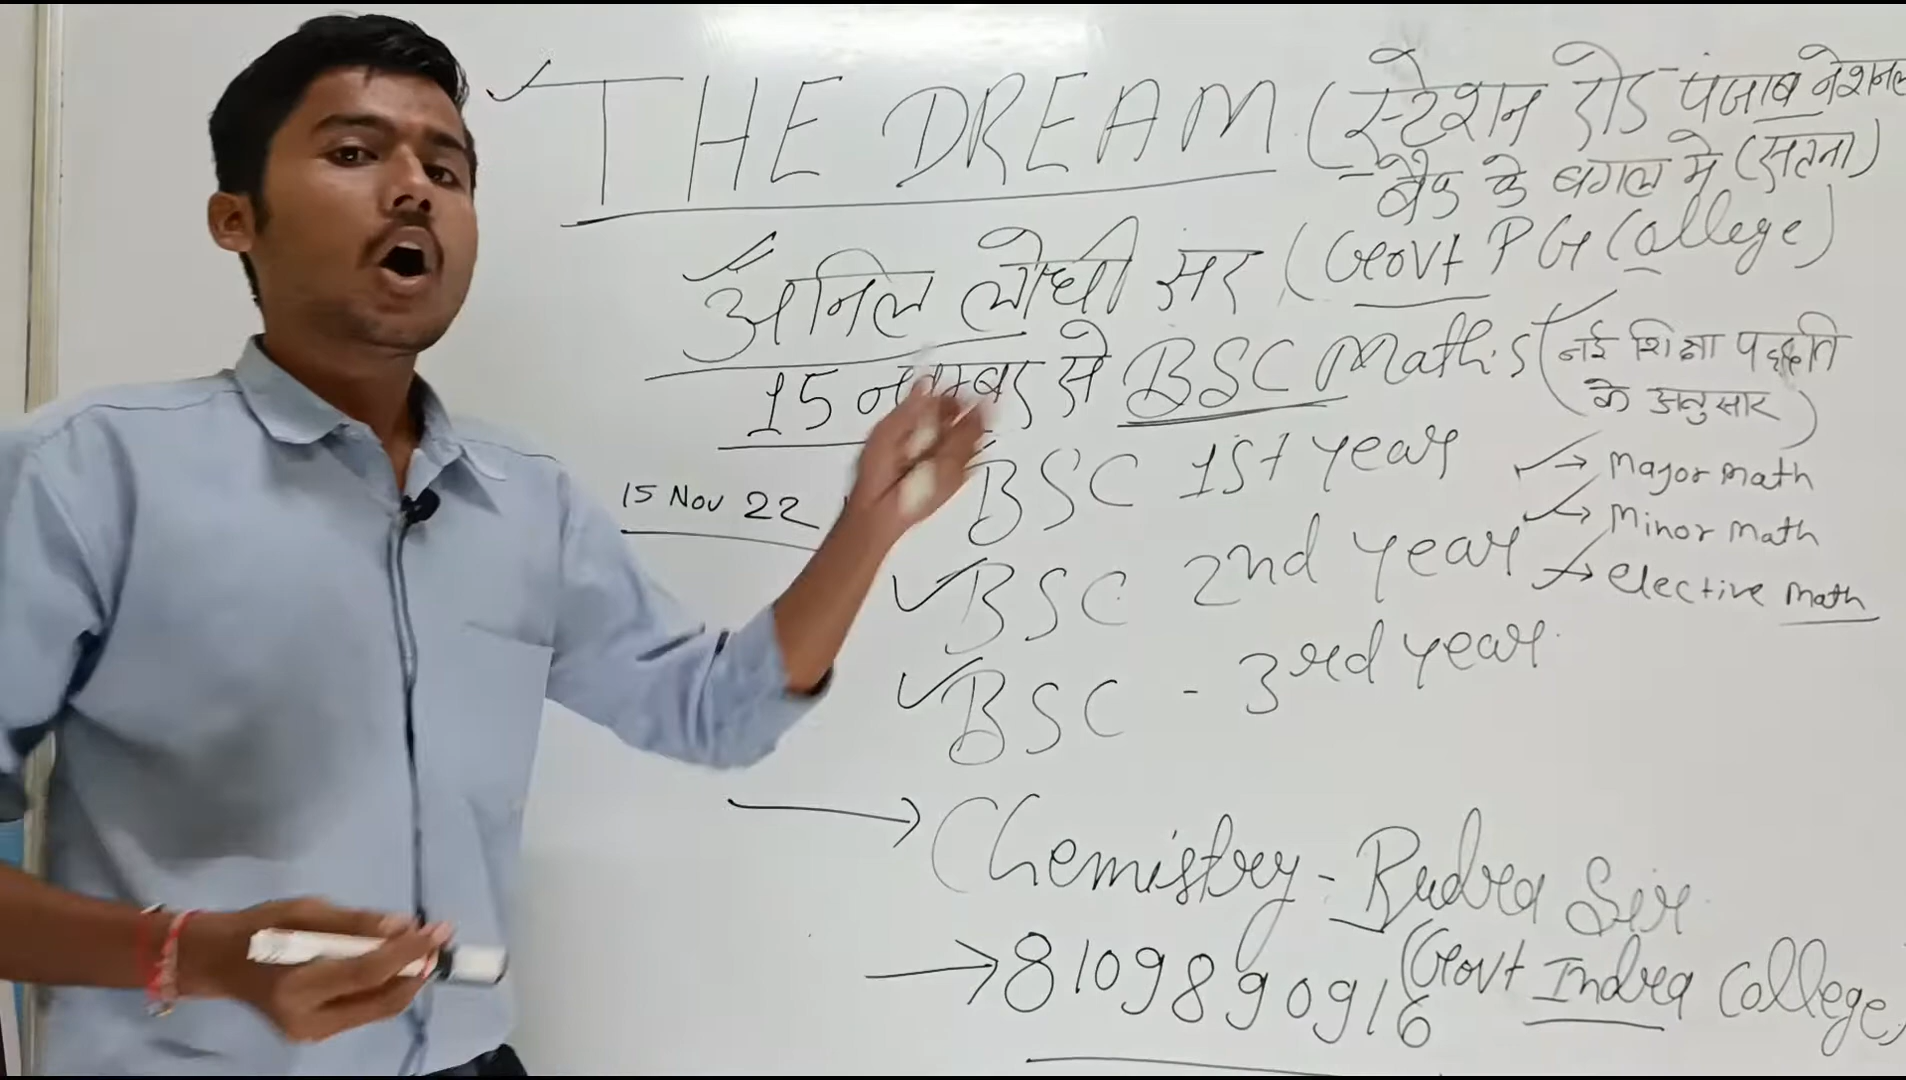 THE DREAM (स्टेशन रोड पंजाब नेशनल
बैंक के बगल मे (सतना)
अनिल लोधी सर (Govt PG College)
15 नवम्बर से BSC Maths (नई शिक्षा पद्धति
के अनुसार)
BSC 1st year → Major math
15 Nov 22
→ Minor math
BSC 2nd year → elective math
BSC - 3rd year
→ Chemistry - Rudra Sir
(Govt Indra College)
→ 8109890916